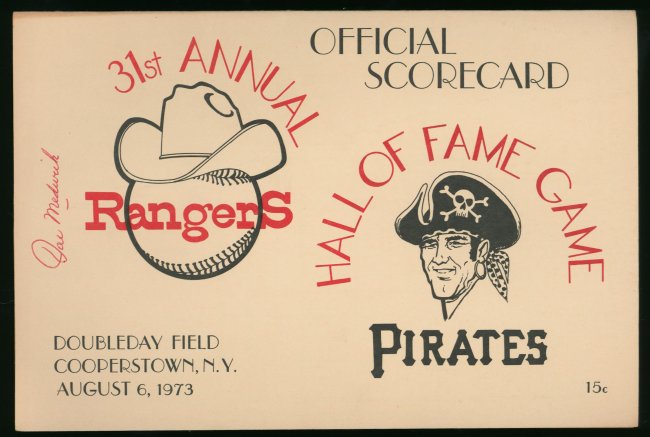 OFFICIAL
SCORECARD
31st ANNUAL
HALL OF FAME GAME
Rangers
Joe Medwick
PIRATES
DOUBLEDAY FIELD
COOPERSTOWN, N.Y.
AUGUST 6, 1973
15c